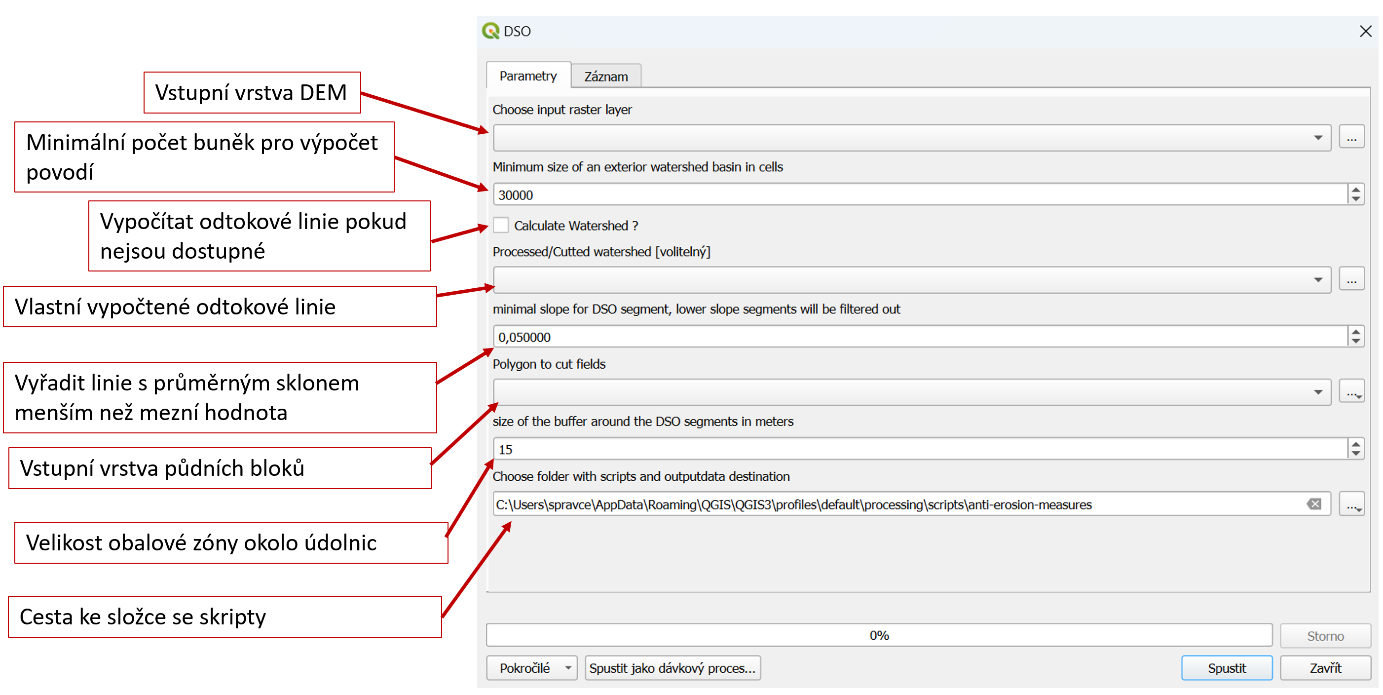 DSO
Parametry
Záznam
Vstupní vrstva DEM
Choose input raster layer
...
Minimální počet buněk pro výpočet
povodí
Minimum size of an exterior watershed basin in cells
30000
Vypočítat odtokové linie pokud
nejsou dostupné
Calculate Watershed ?
Processed/Cutted watershed [volitelný]
...
Vlastní vypočtené odtokové linie
minimal slope for DSO segment, lower slope segments will be filtered out
0,050000
Vyřadit linie s průměrným sklonem
menším než mezní hodnota
Polygon to cut fields
...
Vstupní vrstva půdních bloků
size of the buffer around the DSO segments in meters
15
Velikost obalové zóny okolo údolnic
Choose folder with scripts and outputdata destination
C:\Users\spravce\AppData\Roaming\QGIS\QGIS3\profiles\default\processing\scripts\anti-erosion-measures
...
Cesta ke složce se skripty
0%
Storno
Pokročilé
Spustit jako dávkový proces...
Spustit
Zavřít